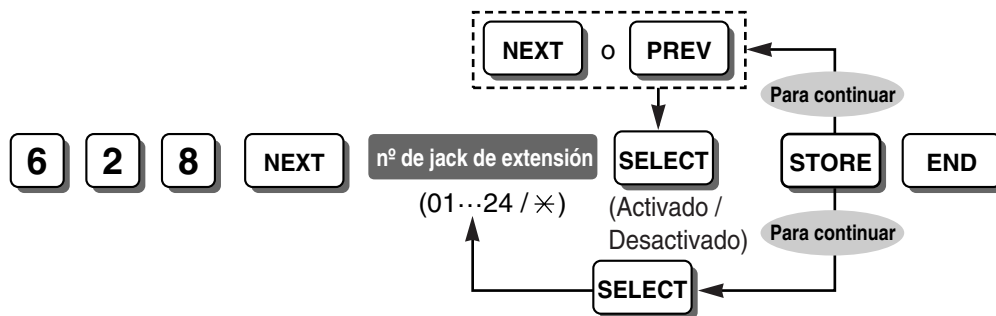 NEXT o PREV
Para continuar
6 2 8 NEXT nº de jack de extensión SELECT STORE END
(01···24 / ✳) (Activado /
Desactivado)
Para continuar
SELECT